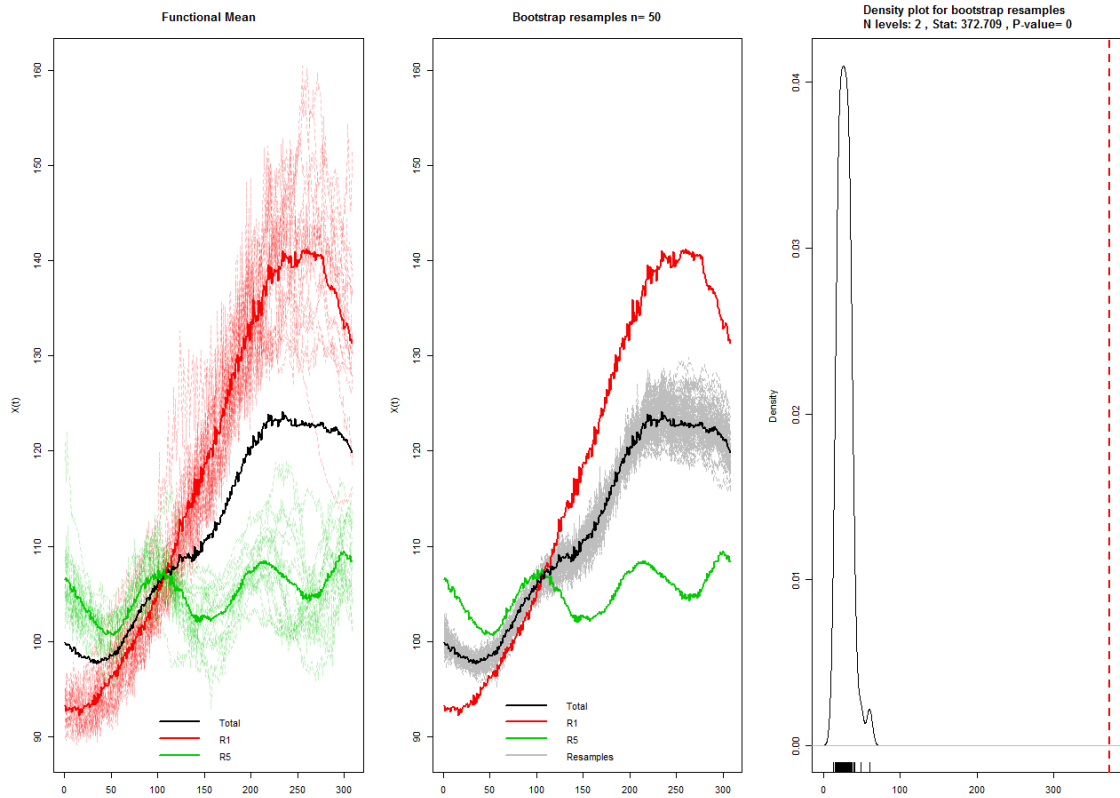 Functional Mean
X(t)
160
150
140
130
120
110
100
90
0 50 100 150 200 250 300
Total
R1
R5
Bootstrap resamples n= 50
X(t)
160
150
140
130
120
110
100
90
0 50 100 150 200 250 300
Total
R1
R5
Resamples
Density plot for bootstrap resamples
N levels: 2 , Stat: 372.709 , P-value= 0
Density
0.04
0.03
0.02
0.01
0.00
0 100 200 300